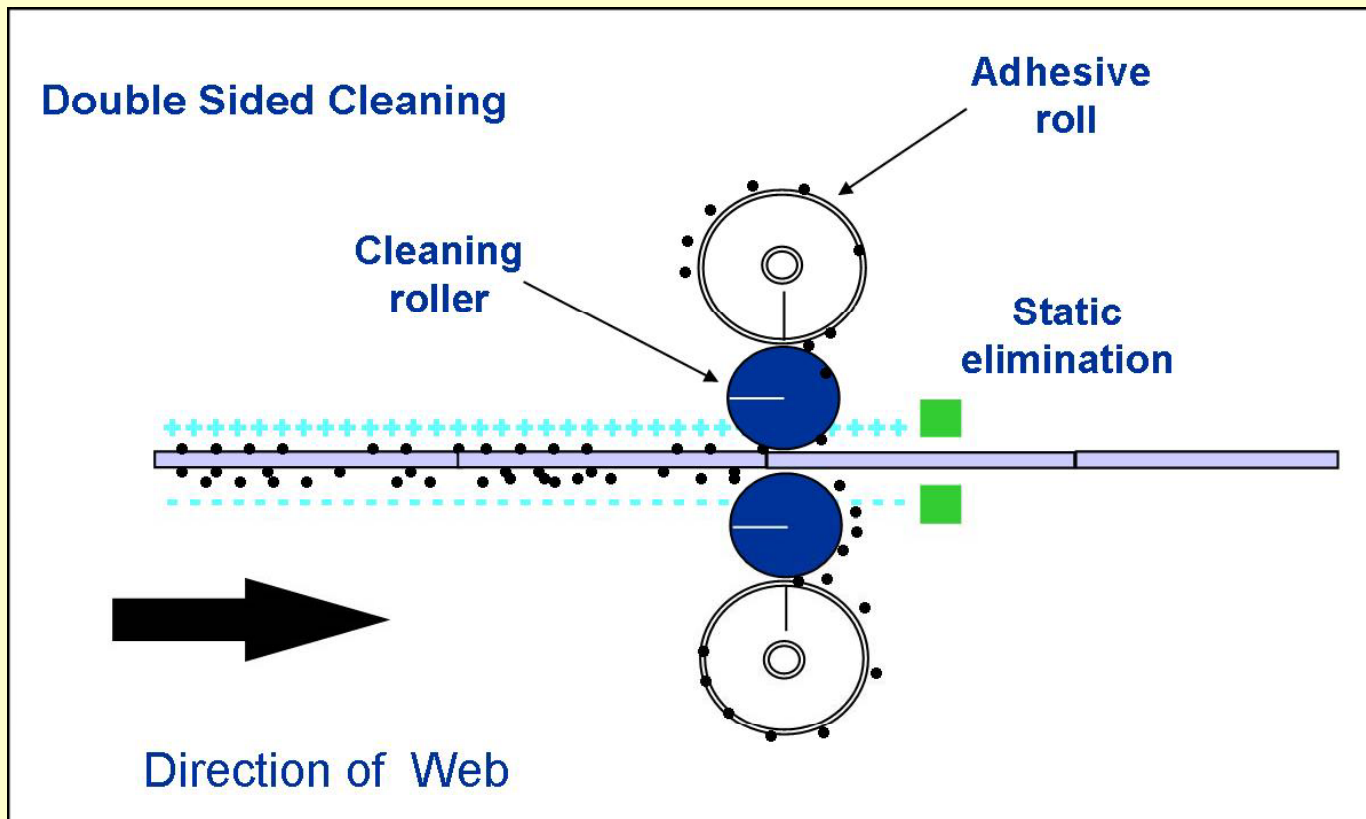 Double Sided Cleaning
Adhesive
roll
Cleaning
roller
Static
elimination
Direction of Web